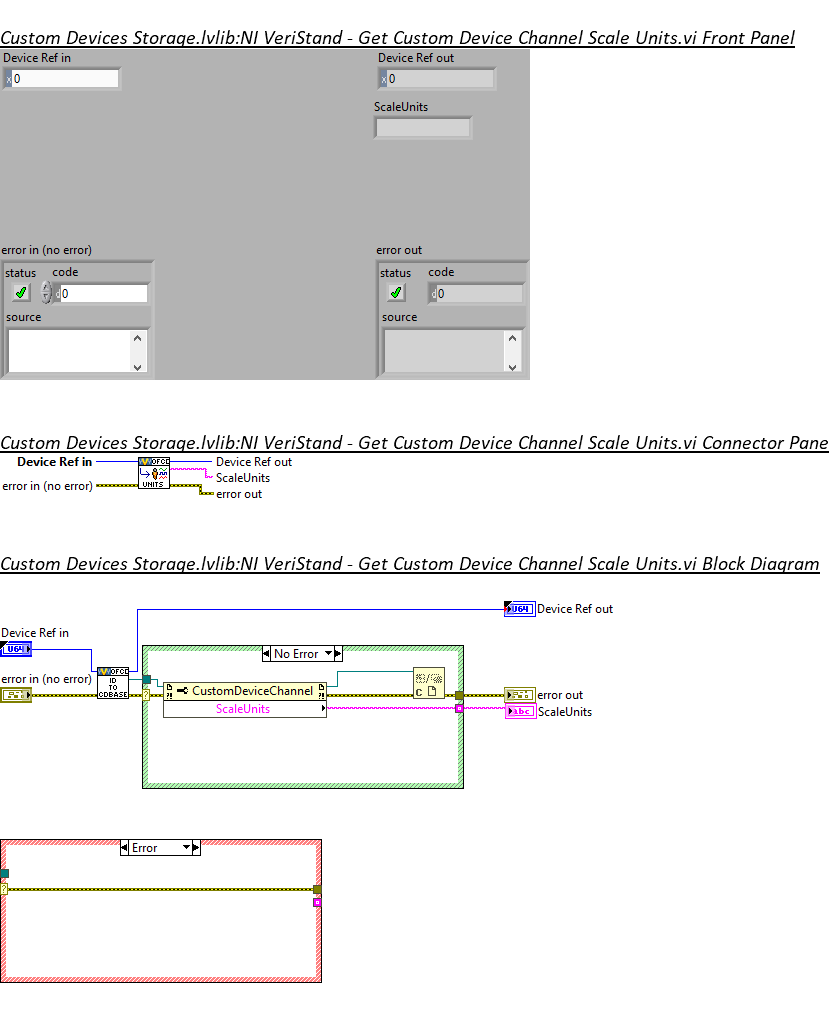 Custom Devices Storage.lvlib:NI VeriStand - Get Custom Device Channel Scale Units.vi Front Panel
Device Ref in
Device Ref out
x 0
x 0
ScaleUnits
error in (no error)
error out
status code
status code
d 0
d 0
source
source
Custom Devices Storage.lvlib:NI VeriStand - Get Custom Device Channel Scale Units.vi Connector Pane
Device Ref in
OFCE
Device Ref out
ScaleUnits
error in (no error)
UNITS
error out
Custom Devices Storage.lvlib:NI VeriStand - Get Custom Device Channel Scale Units.vi Block Diagram
U64
Device Ref out
Device Ref in
U64
No Error
error in (no error)
OFCE
ID
TO
CDBASE
?
?!
CustomDeviceChannel
?!
ScaleUnits
C
error out
abc
ScaleUnits
Error
?